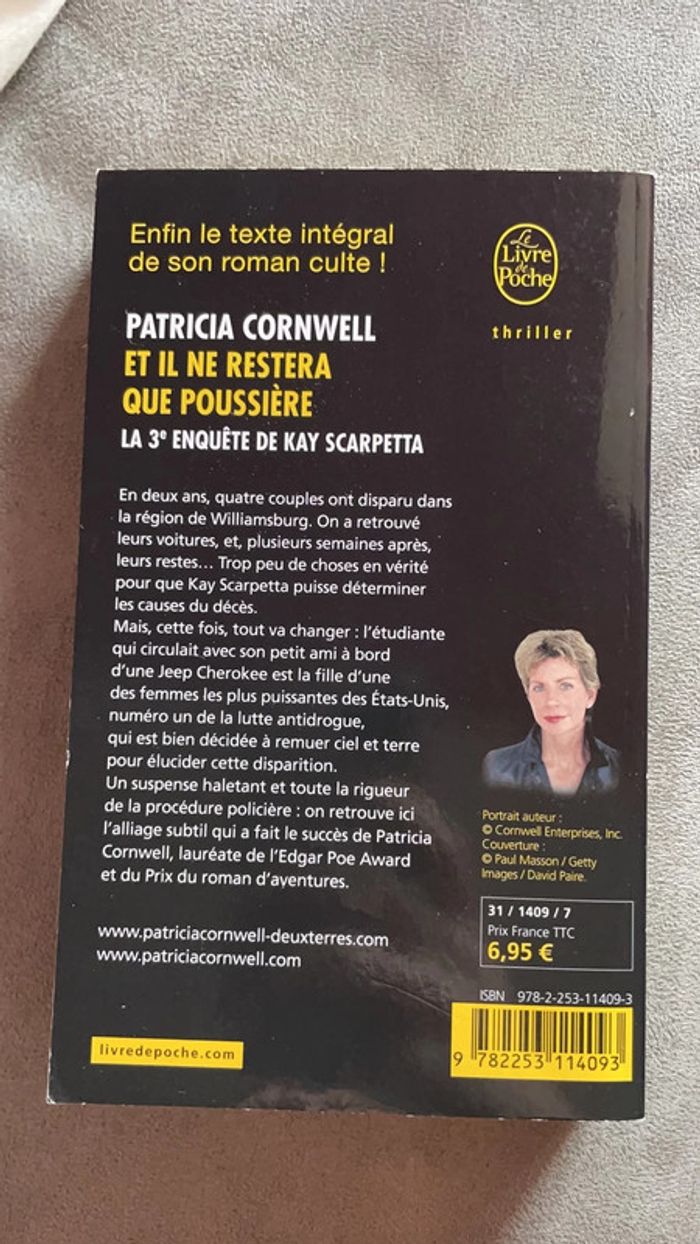 Enfin le texte intégral
de son roman culte !
Le
Livre
de
Poche
thriller
PATRICIA CORNWELL
ET IL NE RESTERA
QUE POUSSIÈRE
LA 3e ENQUÊTE DE KAY SCARPETTA
En deux ans, quatre couples ont disparu dans
la région de Williamsburg. On a retrouvé
leurs voitures, et, plusieurs semaines après,
leurs restes... Trop peu de choses en vérité
pour que Kay Scarpetta puisse déterminer
les causes du décès.
Mais, cette fois, tout va changer : l'étudiante
qui circulait avec son petit ami à bord
d'une Jeep Cherokee est la fille d'une
des femmes les plus puissantes des États-Unis,
numéro un de la lutte antidrogue,
qui est bien décidée à remuer ciel et terre
pour élucider cette disparition.
Un suspense haletant et toute la rigueur
de la procédure policière : on retrouve ici
l'alliage subtil qui a fait le succès de Patricia
Cornwell, lauréate de l'Edgar Poe Award
et du Prix du roman d'aventures.
www.patriciacornwell-deuxterres.com
www.patriciacornwell.com
livredepoche.com
Portrait auteur :
© Cornwell Enterprises, Inc.
Couverture :
© Paul Masson / Getty
Images / David Paire.
31 / 1409 / 7
Prix France TTC
6,95 €
ISBN 978-2-253-11409-3
9 782253 114093